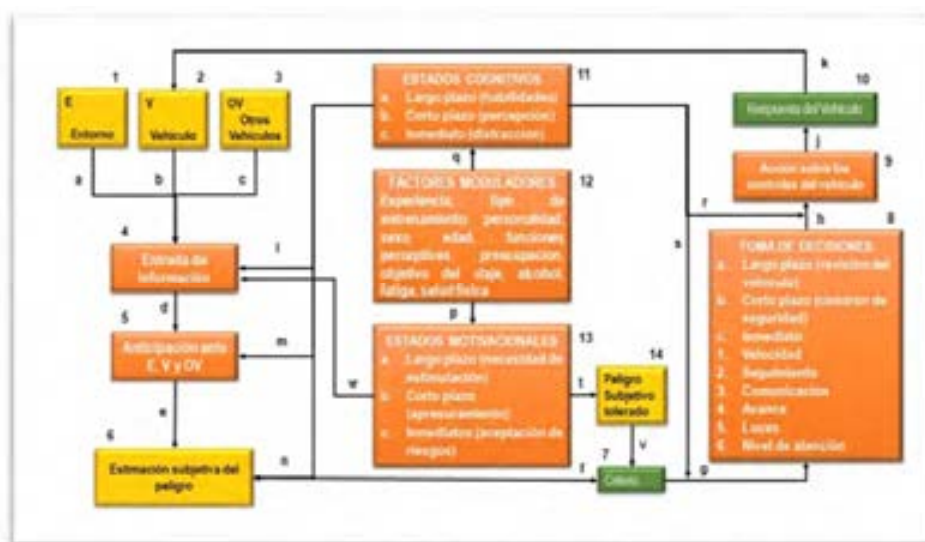 k
1
2
3
11
10
E
Entorno
V
Vehículo
OV
Otros
Vehículos
ESTADOS COGNITIVOS
a. Largo plazo (habilidades)
b. Corto plazo (percepción)
c. Inmediato (distracción)
Respuesta del Vehículo
j
a
b
c
q
9
Acción sobre los
controles del vehículo
12
FACTORES MODULADORES
Experiencia, tipo de
entrenamiento personalidad,
sexo edad, funciones
perceptivas preocupación,
objetivo del viaje, alcohol,
fatiga, salud física
r
h
8
s
4
Entrada de
información
l
d
p
5
Anticipación ante
E, V y OV
m
w
13
ESTADOS MOTIVACIONALES
a. Largo plazo (necesidad de
estimulación)
b. Corto plazo
(apresuramiento)
c. Inmediatos (aceptación de
riesgos)
t
14
Peligro
Subjetivo
tolerado
v
TOMA DE DECISIONES
a. Largo plazo (revisión del
vehículo)
b. Corto plazo (cinturón de
seguridad)
c. Inmediato
1. Velocidad
2. Seguimiento
3. Comunicación
4. Avance
5. Luces
6. Nivel de atención
e
6
Estimación subjetiva del
peligro
n
f
7
g